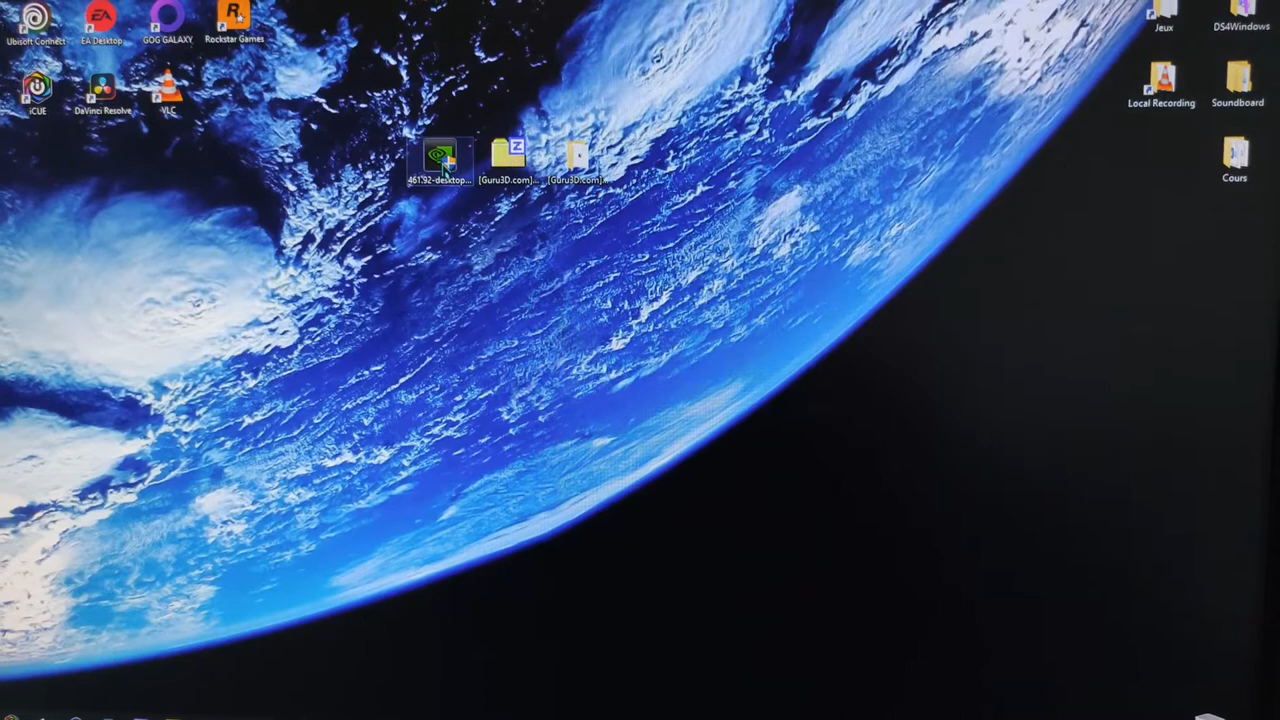 Ubisoft Connect
EA Desktop
GOG GALAXY
Rockstar Games
Jeux
DS4Windows
iCUE
DaVinci Resolve
VLC
Local Recording
Soundboard
461.92-desktop...
[Guru3D.com]...
[Guru3D.com]...
Cours